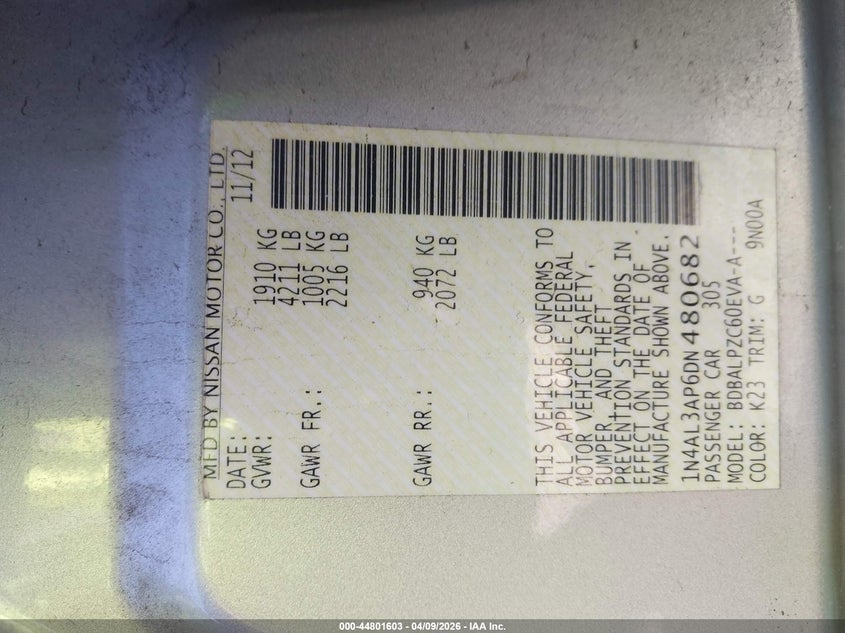 MFD BY NISSAN MOTOR CO., LTD.
DATE: 11/12
GVWR: 1910 KG
4211 LB
GAWR FR.: 1005 KG
2216 LB
GAWR RR.: 940 KG
2072 LB
THIS VEHICLE CONFORMS TO
ALL APPLICABLE FEDERAL
MOTOR VEHICLE SAFETY,
BUMPER, AND THEFT
PREVENTION STANDARDS IN
EFFECT ON THE DATE OF
MANUFACTURE SHOWN ABOVE.
1N4AL3AP6DN480682
PASSENGER CAR 305
MODEL: BDBALPZC60EVA-A---
COLOR: K23 TRIM: G 9N00A
000-44801603 - 04/09/2026 - IAA Inc.